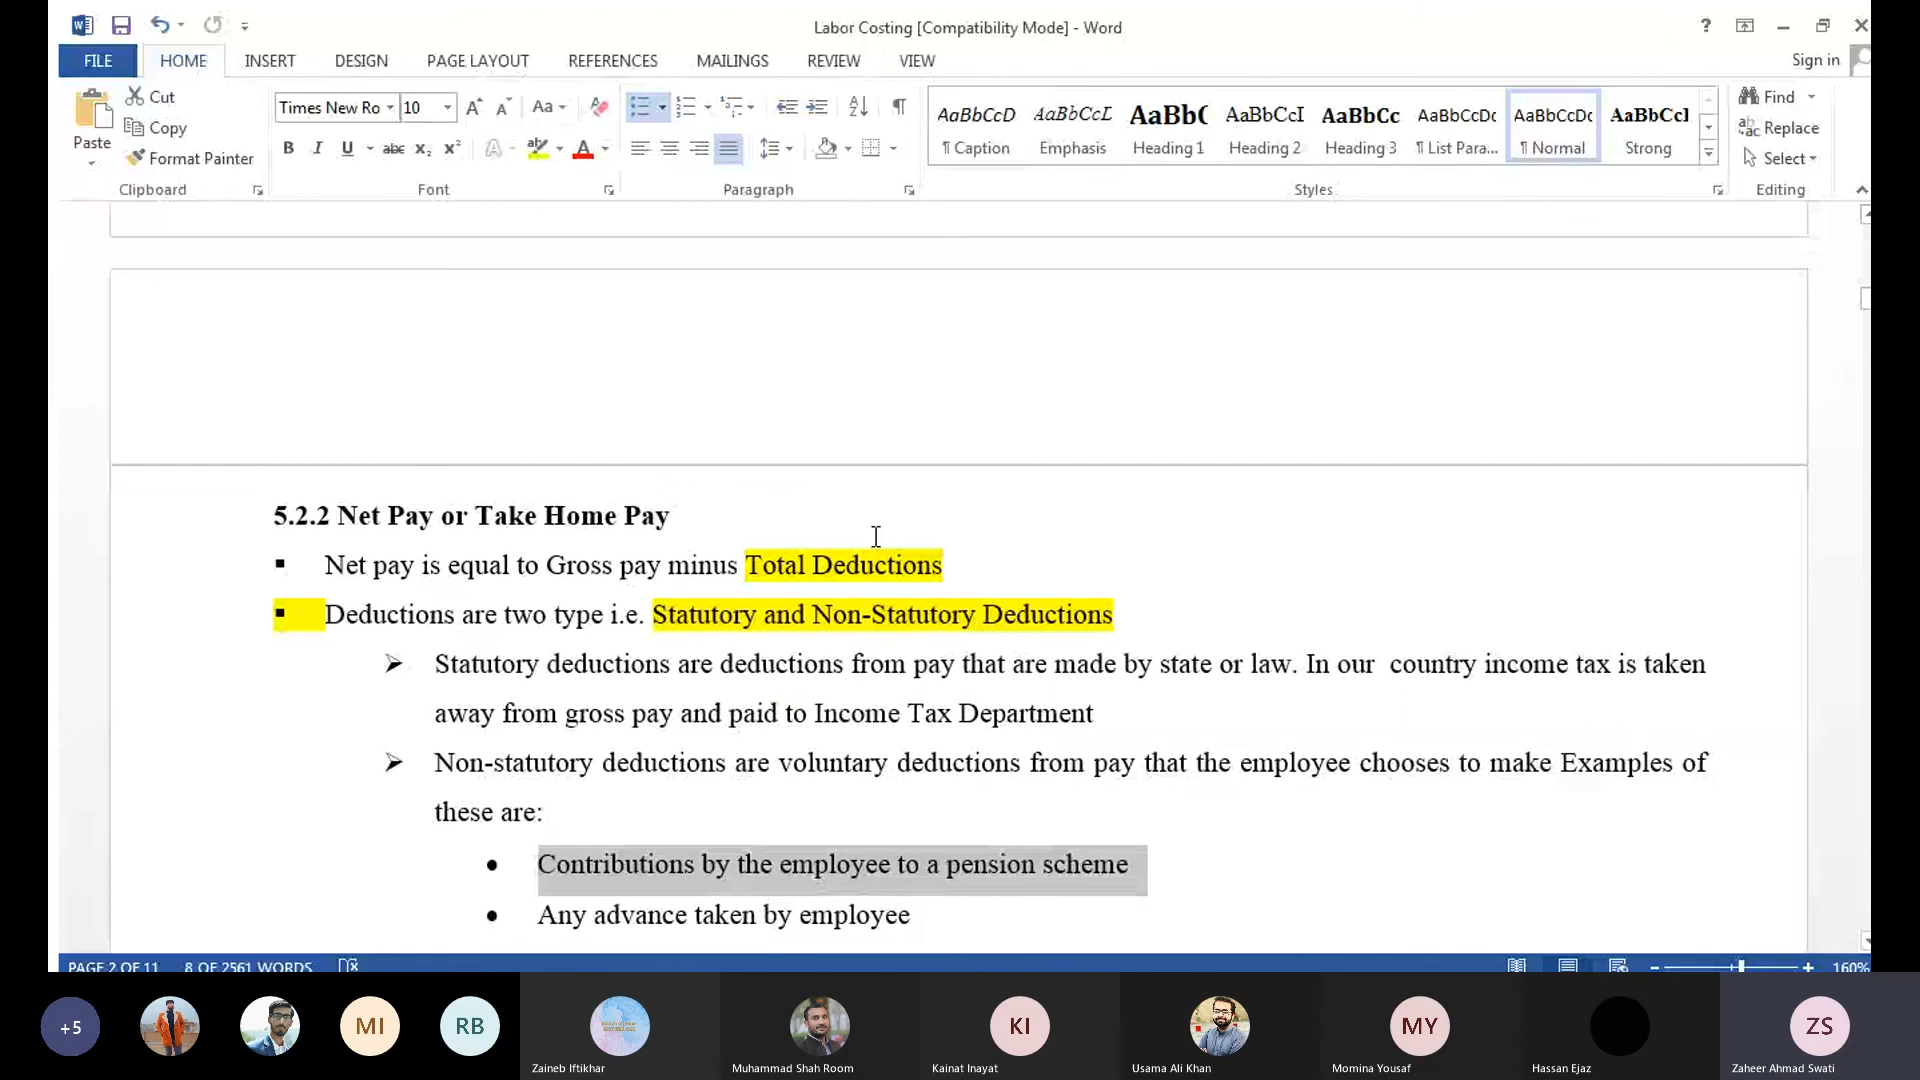 Labor Costing [Compatibility Mode] - Word
?
Sign in
FILE HOME INSERT DESIGN PAGE LAYOUT REFERENCES MAILINGS REVIEW VIEW
Paste
Cut
Copy
Format Painter
Clipboard
Times New Ro 10
Font
Paragraph
AaBbCcD AaBbCcL AaBb( AaBbCcI AaBbCc AaBbCcDc AaBbCcDc AaBbCcI
¶ Caption Emphasis Heading 1 Heading 2 Heading 3 ¶ List Para... ¶ Normal Strong
Styles
Find
Replace
Select
Editing
5.2.2 Net Pay or Take Home Pay
▪ Net pay is equal to Gross pay minus Total Deductions
▪ Deductions are two type i.e. Statutory and Non-Statutory Deductions
➢ Statutory deductions are deductions from pay that are made by state or law. In our country income tax is taken
away from gross pay and paid to Income Tax Department
➢ Non-statutory deductions are voluntary deductions from pay that the employee chooses to make Examples of
these are:
• Contributions by the employee to a pension scheme
• Any advance taken by employee
PAGE 2 OF 11 8 OF 2561 WORDS 160%
+5 MI RB KI MY ZS
Zaineb Iftikhar Muhammad Shah Room Kainat Inayat Usama Ali Khan Momina Yousaf Hassan Ejaz Zaheer Ahmad Swati